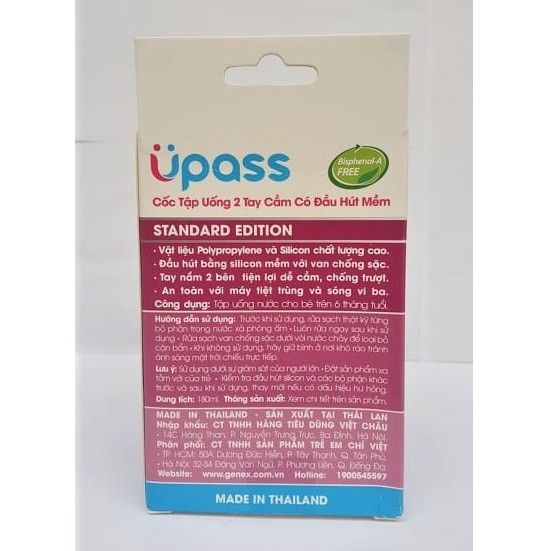 Upass
Bisphenol-A
FREE
Cốc Tập Uống 2 Tay Cầm Có Đầu Hút Mềm
STANDARD EDITION
• Vật liệu Polypropylene và Silicon chất lượng cao.
• Đầu hút bằng silicon mềm với van chống sặc.
• Tay nắm 2 bên tiện lợi dễ cầm, chống trượt.
• An toàn với máy tiệt trùng và sóng vi ba.
Công dụng: Tập uống nước cho bé trên 6 tháng tuổi.
Hướng dẫn sử dụng: Trước khi sử dụng, rửa sạch thật kỹ từng
bộ phận trong nước xà phòng ấm • Luôn rửa ngay sau khi sử
dụng • Rửa sạch van chống sặc dưới vòi nước chảy để loại bỏ
cặn bẩn • Khi không sử dụng, hãy giữ bình ở nơi khô ráo tránh
ánh sáng mặt trời chiếu trực tiếp.
Lưu ý: Sử dụng dưới sự giám sát của người lớn • Đặt sản phẩm xa
tầm với của trẻ • Kiểm tra đầu hút silicon và các bộ phận khác
trước và sau khi sử dụng, thay mới nếu có dấu hiệu hư hỏng.
Dung tích: 180ml. Tháng sản xuất: Xem chi tiết trên sản phẩm.
MADE IN THAILAND - SẢN XUẤT TẠI THÁI LAN
Nhập khẩu: CT TNHH HÀNG TIÊU DÙNG VIỆT CHÂU
• 14C Hàng Than, P. Nguyễn Trung Trực, Ba Đình, Hà Nội.
Phân phối: CT TNHH SẢN PHẨM TRẺ EM CHÍ VIỆT
• TP. HCM: 50A Dương Đức Hiền, P. Tây Thạnh, Q. Tân Phú.
• Hà Nội: 32-34 Đặng Văn Ngữ, P. Phương Liên, Q. Đống Đa.
Website: www.genex.com.vn Hotline: 1900545597
MADE IN THAILAND